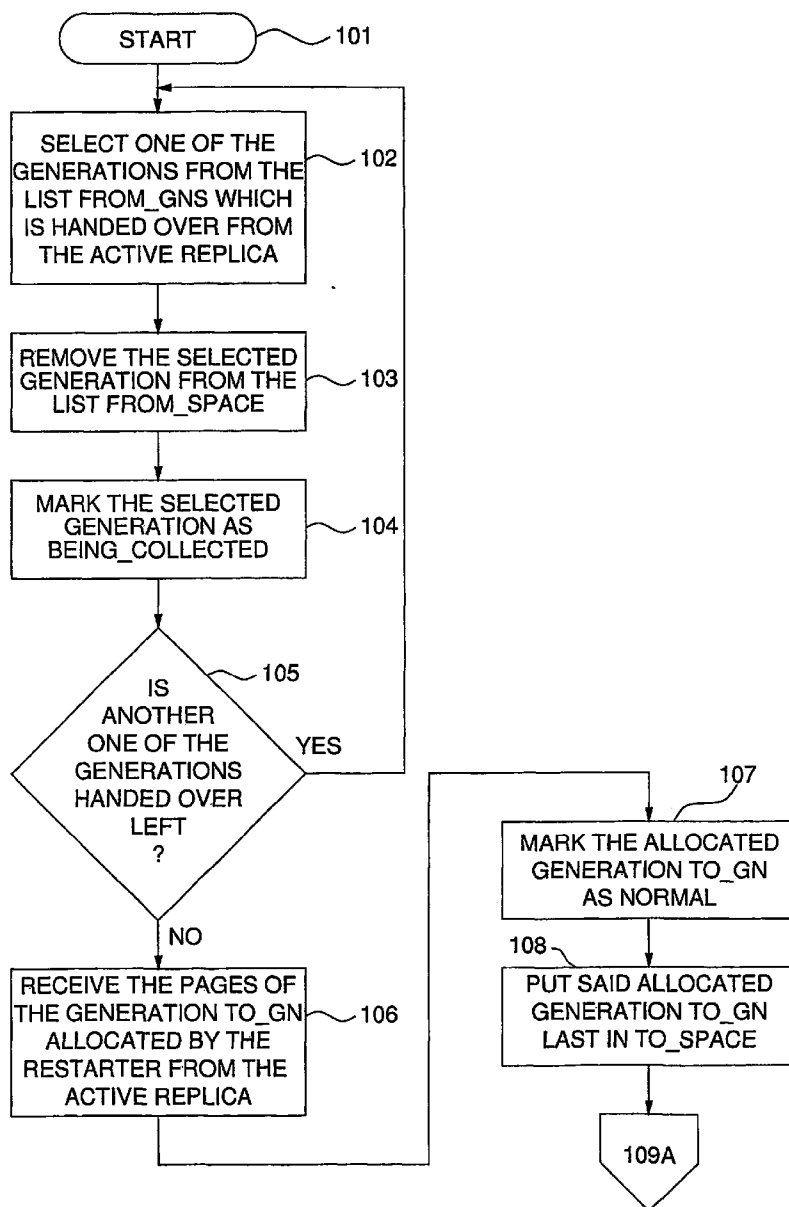 START
101
SELECT ONE OF THE
GENERATIONS FROM THE
LIST FROM_GNS WHICH
IS HANDED OVER FROM
THE ACTIVE REPLICA
102
REMOVE THE SELECTED
GENERATION FROM THE
LIST FROM_SPACE
103
MARK THE SELECTED
GENERATION AS
BEING_COLLECTED
104
105
IS
ANOTHER
ONE OF THE
GENERATIONS
HANDED OVER
LEFT
?
YES
NO
RECEIVE THE PAGES OF
THE GENERATION TO_GN
ALLOCATED BY THE
RESTARTER FROM THE
ACTIVE REPLICA
106
107
MARK THE ALLOCATED
GENERATION TO_GN
AS NORMAL
108
PUT SAID ALLOCATED
GENERATION TO_GN
LAST IN TO_SPACE
109A